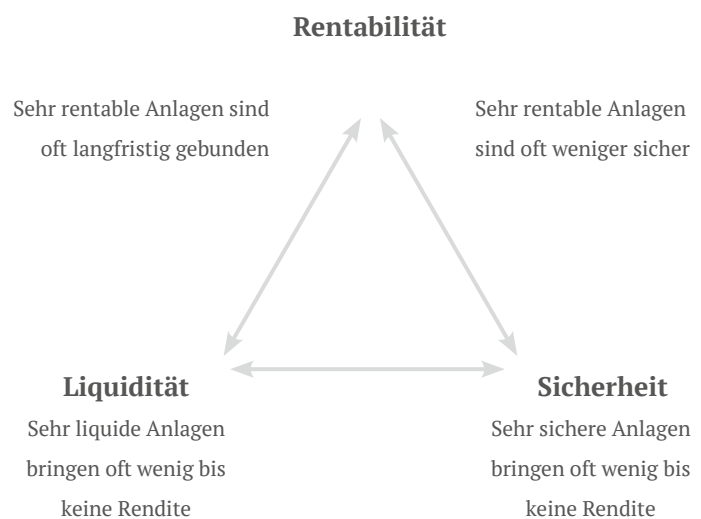 Rentabilität
Sehr rentable Anlagen sind
oft langfristig gebunden
Sehr rentable Anlagen
sind oft weniger sicher
Liquidität
Sehr liquide Anlagen
bringen oft wenig bis
keine Rendite
Sicherheit
Sehr sichere Anlagen
bringen oft wenig bis
keine Rendite